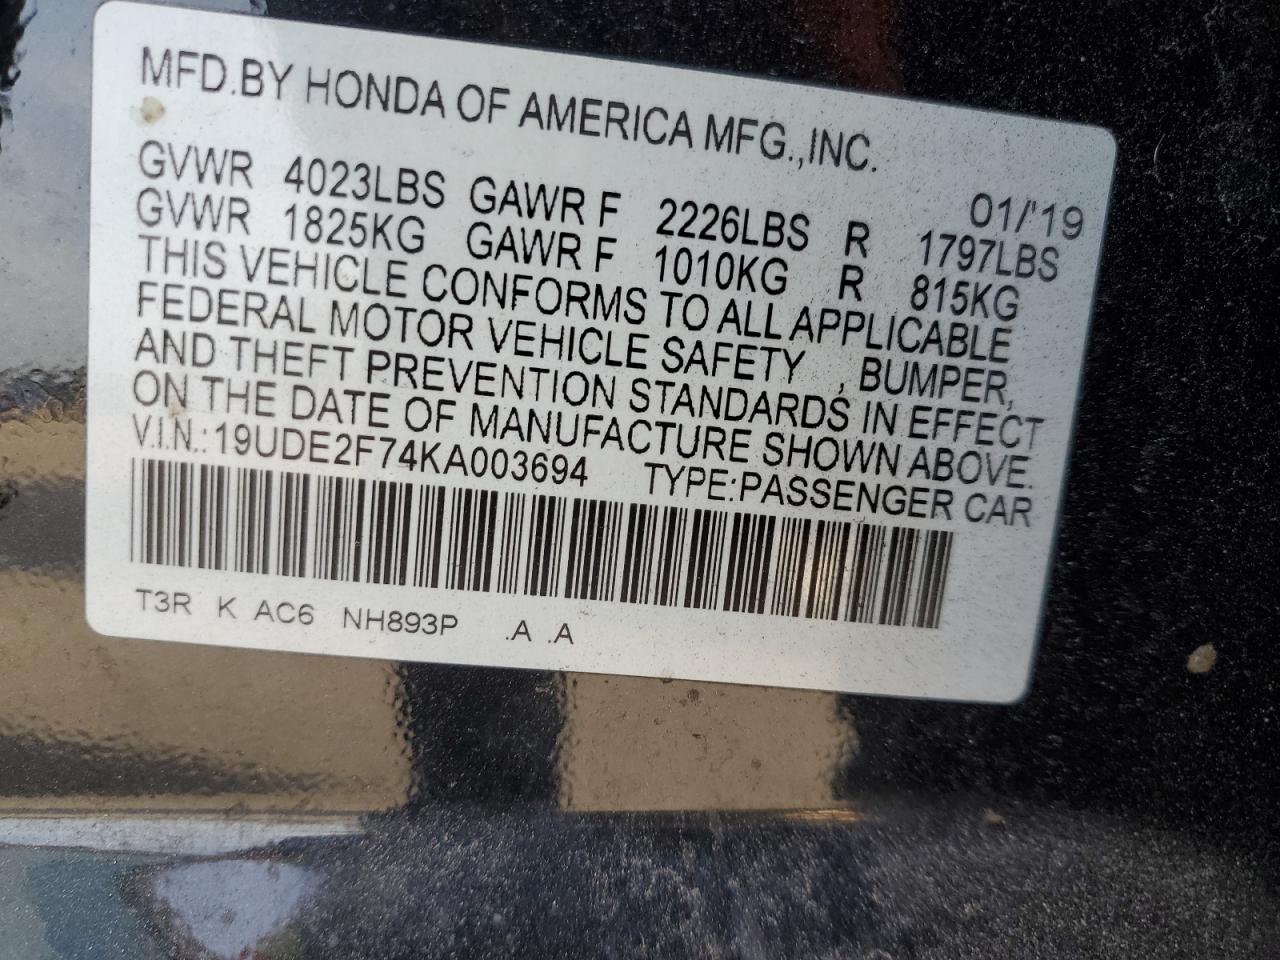 MFD.BY HONDA OF AMERICA MFG.,INC.
01/'19
GVWR 4023LBS GAWR F 2226LBS R 1797LBS
GVWR 1825KG GAWR F 1010KG R 815KG
THIS VEHICLE CONFORMS TO ALL APPLICABLE
FEDERAL MOTOR VEHICLE SAFETY , BUMPER,
AND THEFT PREVENTION STANDARDS IN EFFECT
ON THE DATE OF MANUFACTURE SHOWN ABOVE.
V.I.N.:19UDE2F74KA003694 TYPE:PASSENGER CAR
T3R K AC6 NH893P .A .A